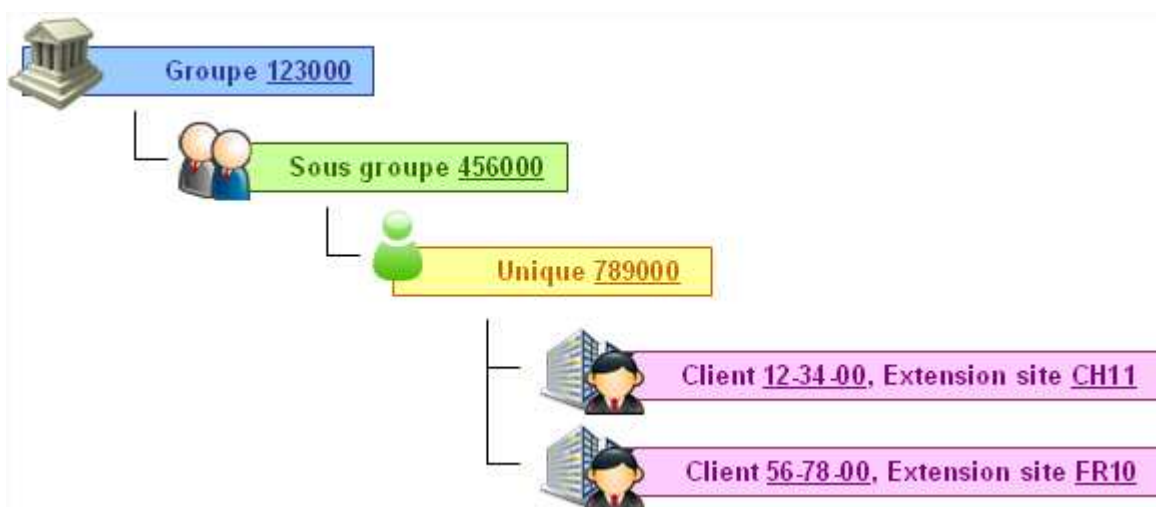 Groupe 123000
Sous groupe 456000
Unique 789000
Client 12-34-00, Extension site CH11
Client 56-78-00, Extension site FR10